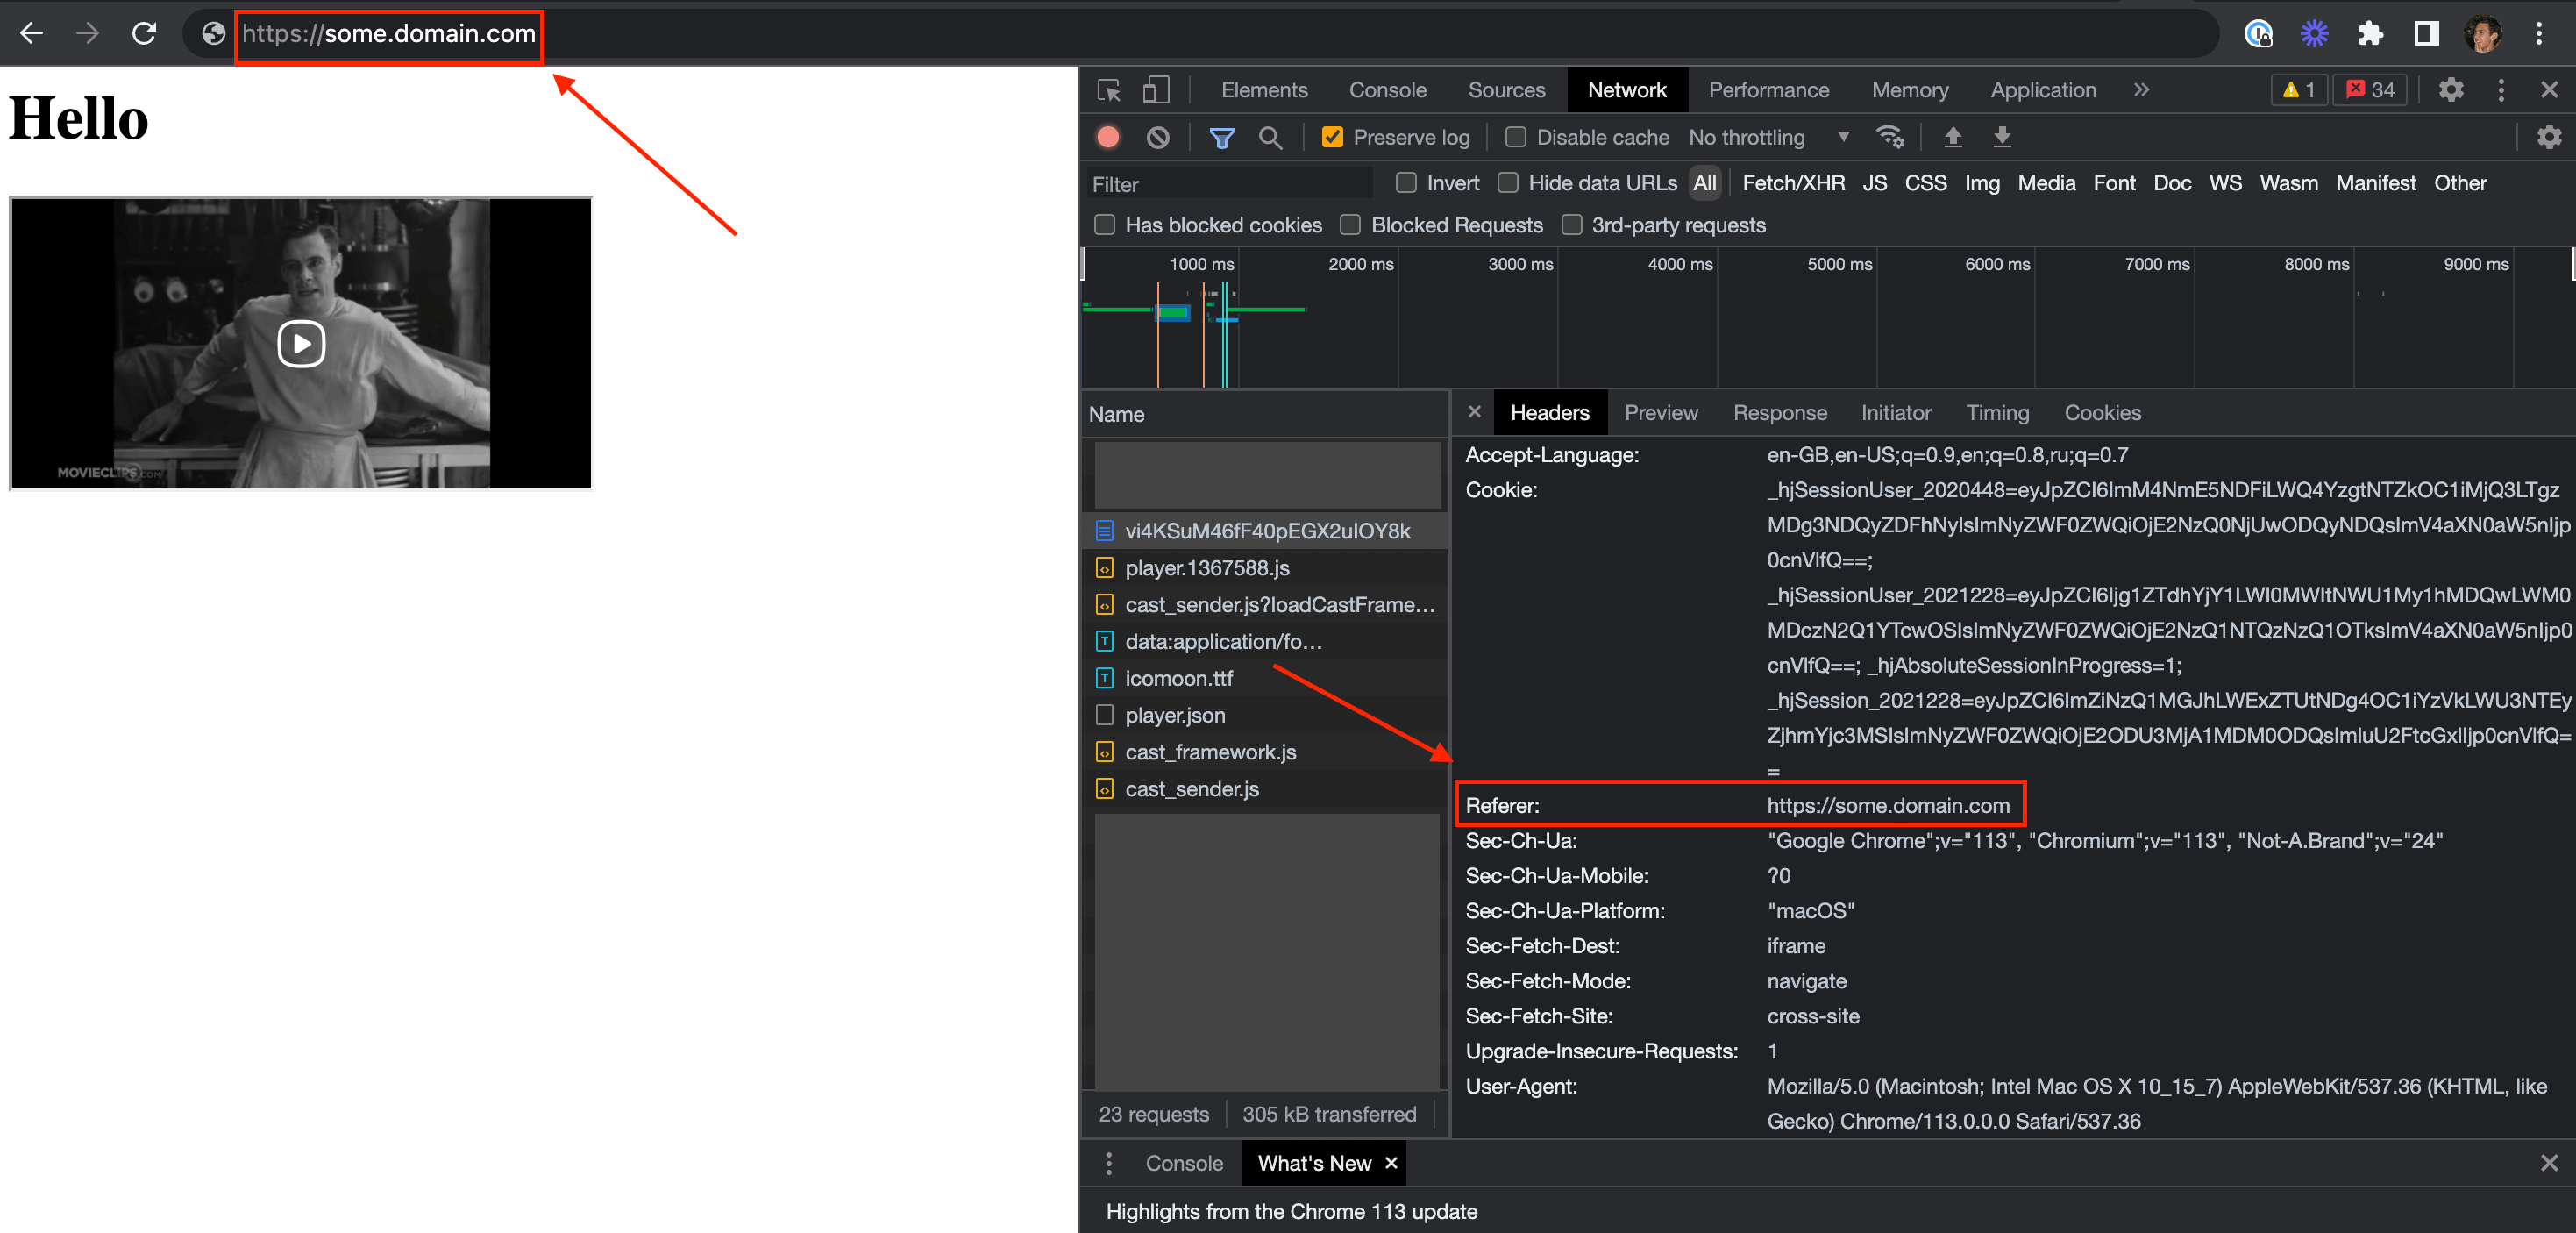 https://some.domain.com
Hello
MOVIECLIPS.COM
Elements Console Sources Network Performance Memory Application 1 34
Preserve log Disable cache No throttling
Filter Invert Hide data URLs All Fetch/XHR JS CSS Img Media Font Doc WS Wasm Manifest Other
Has blocked cookies Blocked Requests 3rd-party requests
1000 ms 2000 ms 3000 ms 4000 ms 5000 ms 6000 ms 7000 ms 8000 ms 9000 ms
Name
vi4KSuM46fF40pEGX2uIOY8k
player.1367588.js
cast_sender.js?loadCastFrame...
data:application/fo...
icomoon.ttf
player.json
cast_framework.js
cast_sender.js
23 requests 305 kB transferred
Headers Preview Response Initiator Timing Cookies
Accept-Language: en-GB,en-US;q=0.9,en;q=0.8,ru;q=0.7
Cookie: _hjSessionUser_2020448=eyJpZCI6ImM4NmE5NDFiLWQ4YzgtNTZkOC1iMjQ3LTgz
MDg3NDQyZDFhNyIsImNyZWF0ZWQiOjE2NzQ0NjUwODQyNDQsImV4aXN0aW5nIjp
0cnVlfQ==;
_hjSessionUser_2021228=eyJpZCI6Ijg1ZTdhYjY1LWI0MWItNWU1My1hMDQwLWM0
MDczN2Q1YTcwOSIsImNyZWF0ZWQiOjE2NzQ1NTQzNzQ1OTksImV4aXN0aW5nIjp0
cnVlfQ==; _hjAbsoluteSessionInProgress=1;
_hjSession_2021228=eyJpZCI6ImZiNzQ1MGJhLWExZTUtNDg4OC1iYzVkLWU3NTEy
ZjhmYjc3MSIsImNyZWF0ZWQiOjE2ODU3MjA1MDM0ODQsImluU2FtcGxlIjp0cnVlfQ=
=
Referer: https://some.domain.com
Sec-Ch-Ua: "Google Chrome";v="113", "Chromium";v="113", "Not-A.Brand";v="24"
Sec-Ch-Ua-Mobile: ?0
Sec-Ch-Ua-Platform: "macOS"
Sec-Fetch-Dest: iframe
Sec-Fetch-Mode: navigate
Sec-Fetch-Site: cross-site
Upgrade-Insecure-Requests: 1
User-Agent: Mozilla/5.0 (Macintosh; Intel Mac OS X 10_15_7) AppleWebKit/537.36 (KHTML, like
Gecko) Chrome/113.0.0.0 Safari/537.36
Console What's New
Highlights from the Chrome 113 update